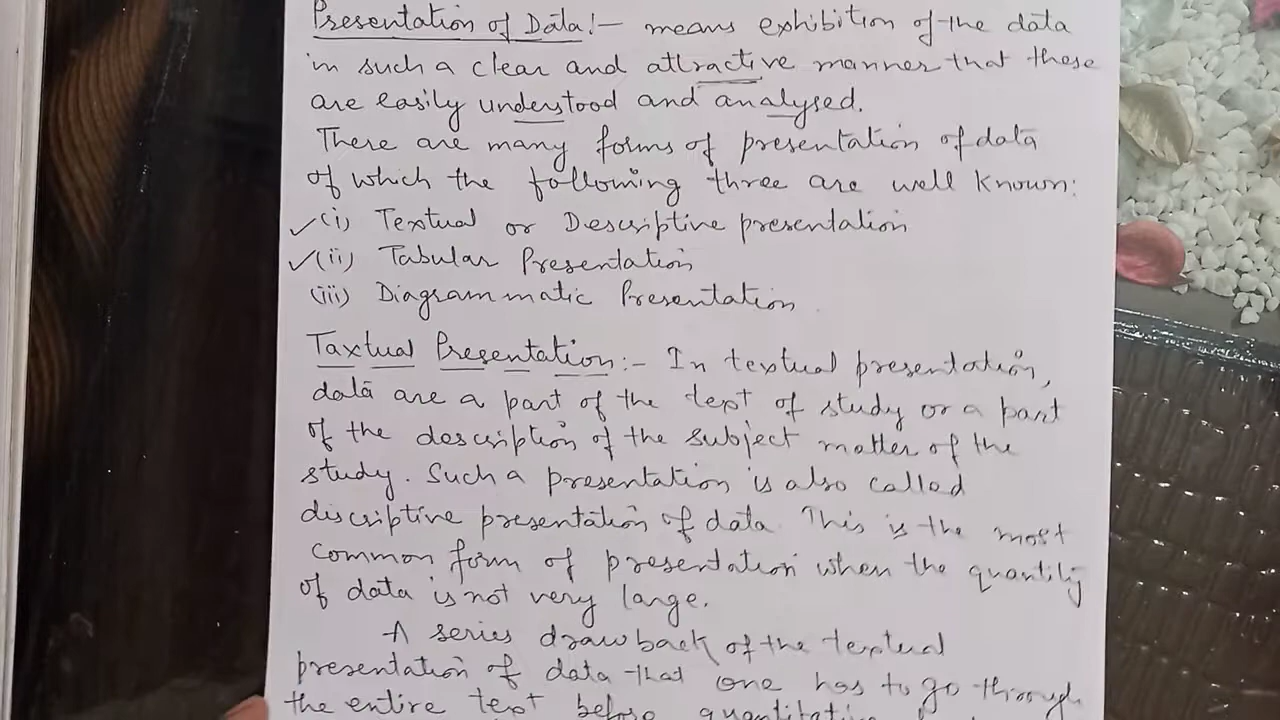 Presentation of Data:- means exhibition of the data
in such a clear and attractive manner that these
are easily understood and analysed.
There are many forms of presentation of data
of which the following three are well known:
(i) Textual or Descriptive presentation
(ii) Tabular Presentation
(iii) Diagrammatic Presentation
Taxtual Presentation:- In textual presentation,
data are a part of the text of study or a part
of the description of the subject matter of the
study. Such a presentation is also called
discriptive presentation of data. This is the most
common form of presentation when the quantity
of data is not very large.
A series drawback of the textual
presentation of data that one has to go through
the entire text before quantitative